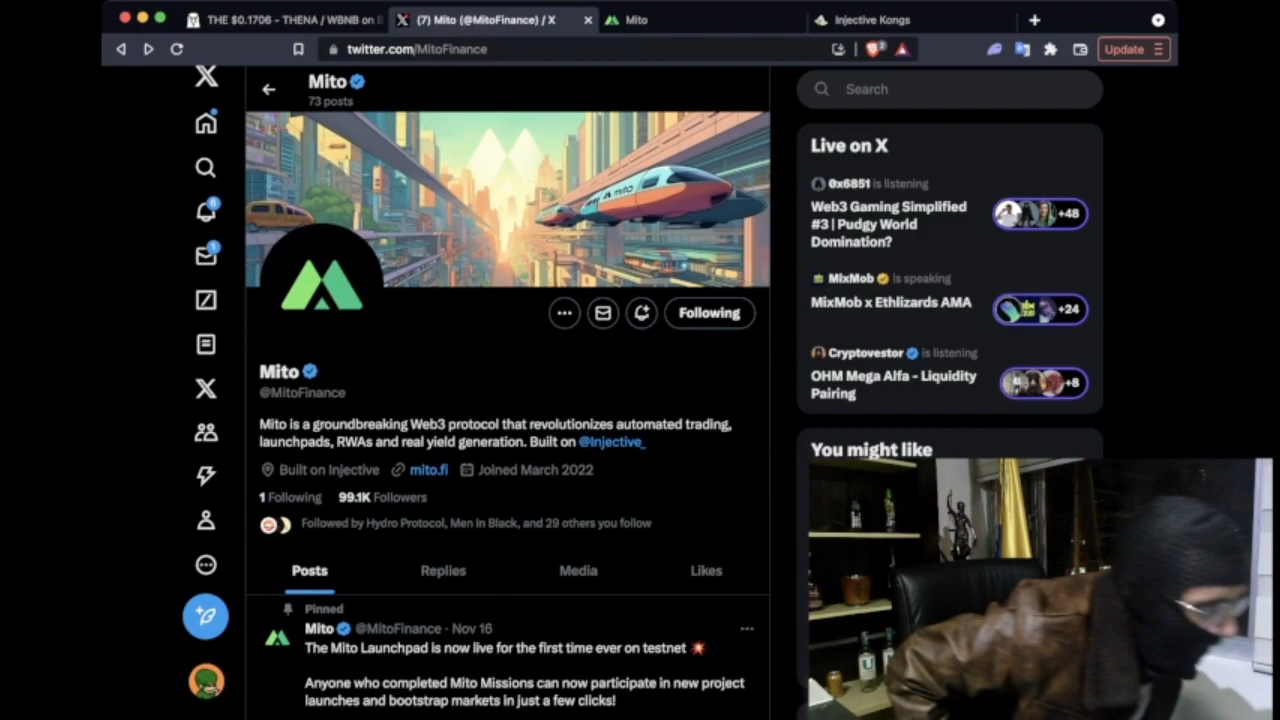 THE $0.1706 - THENA / WBNB on
(7) Mito (@MitoFinance) / X
Mito
Injective Kongs
twitter.com/MitoFinance
Update
Mito
73 posts
Search
mito
Following
Mito
@MitoFinance
Mito is a groundbreaking Web3 protocol that revolutionizes automated trading,
launchpads, RWAs and real yield generation. Built on @Injective_
Built on Injective mito.fi Joined March 2022
1 Following 99.1K Followers
Followed by Hydro Protocol, Men In Black, and 29 others you follow
Posts Replies Media Likes
Pinned
Mito @MitoFinance · Nov 16
The Mito Launchpad is now live for the first time ever on testnet 💥
Anyone who completed Mito Missions can now participate in new project
launches and bootstrap markets in just a few clicks!
Live on X
0x6851 is listening
Web3 Gaming Simplified
#3 | Pudgy World
Domination?
+48
MixMob is speaking
MixMob x Ethlizards AMA
+24
Cryptovestor is listening
OHM Mega Alfa - Liquidity
Pairing
+8
You might like